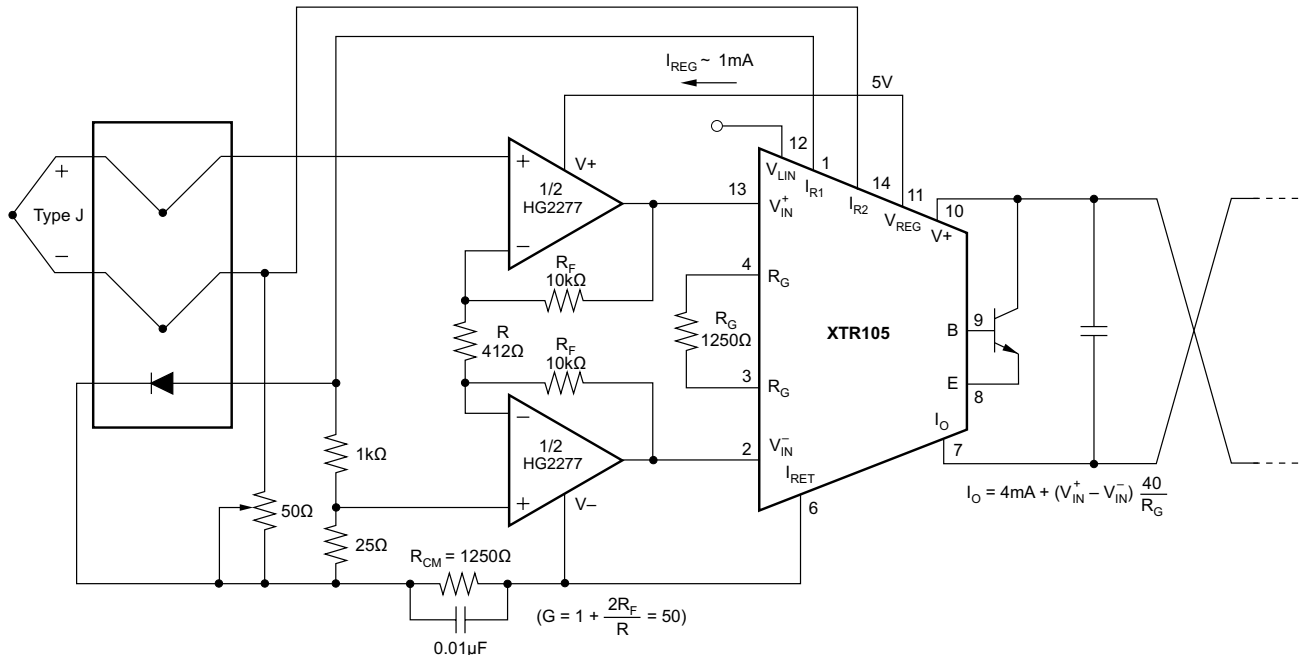 I_REG ~ 1mA
5V
Type J
+
−
+
V+
1/2
HG2277
−
R_F
10kΩ
R
412Ω
R_F
10kΩ
−
1/2
HG2277
+
V−
1kΩ
50Ω
25Ω
R_CM = 1250Ω
0.01µF
(G = 1 + 2R_F/R = 50)
12
V_LIN
1
I_R1
14
I_R2
11
V_REG
10
V+
13
V_IN^+
4
R_G
R_G
1250Ω
3
R_G
XTR105
B
9
E
8
I_O
7
2
V_IN^−
I_RET
6
I_O = 4mA + (V_IN^+ − V_IN^−) 40/R_G